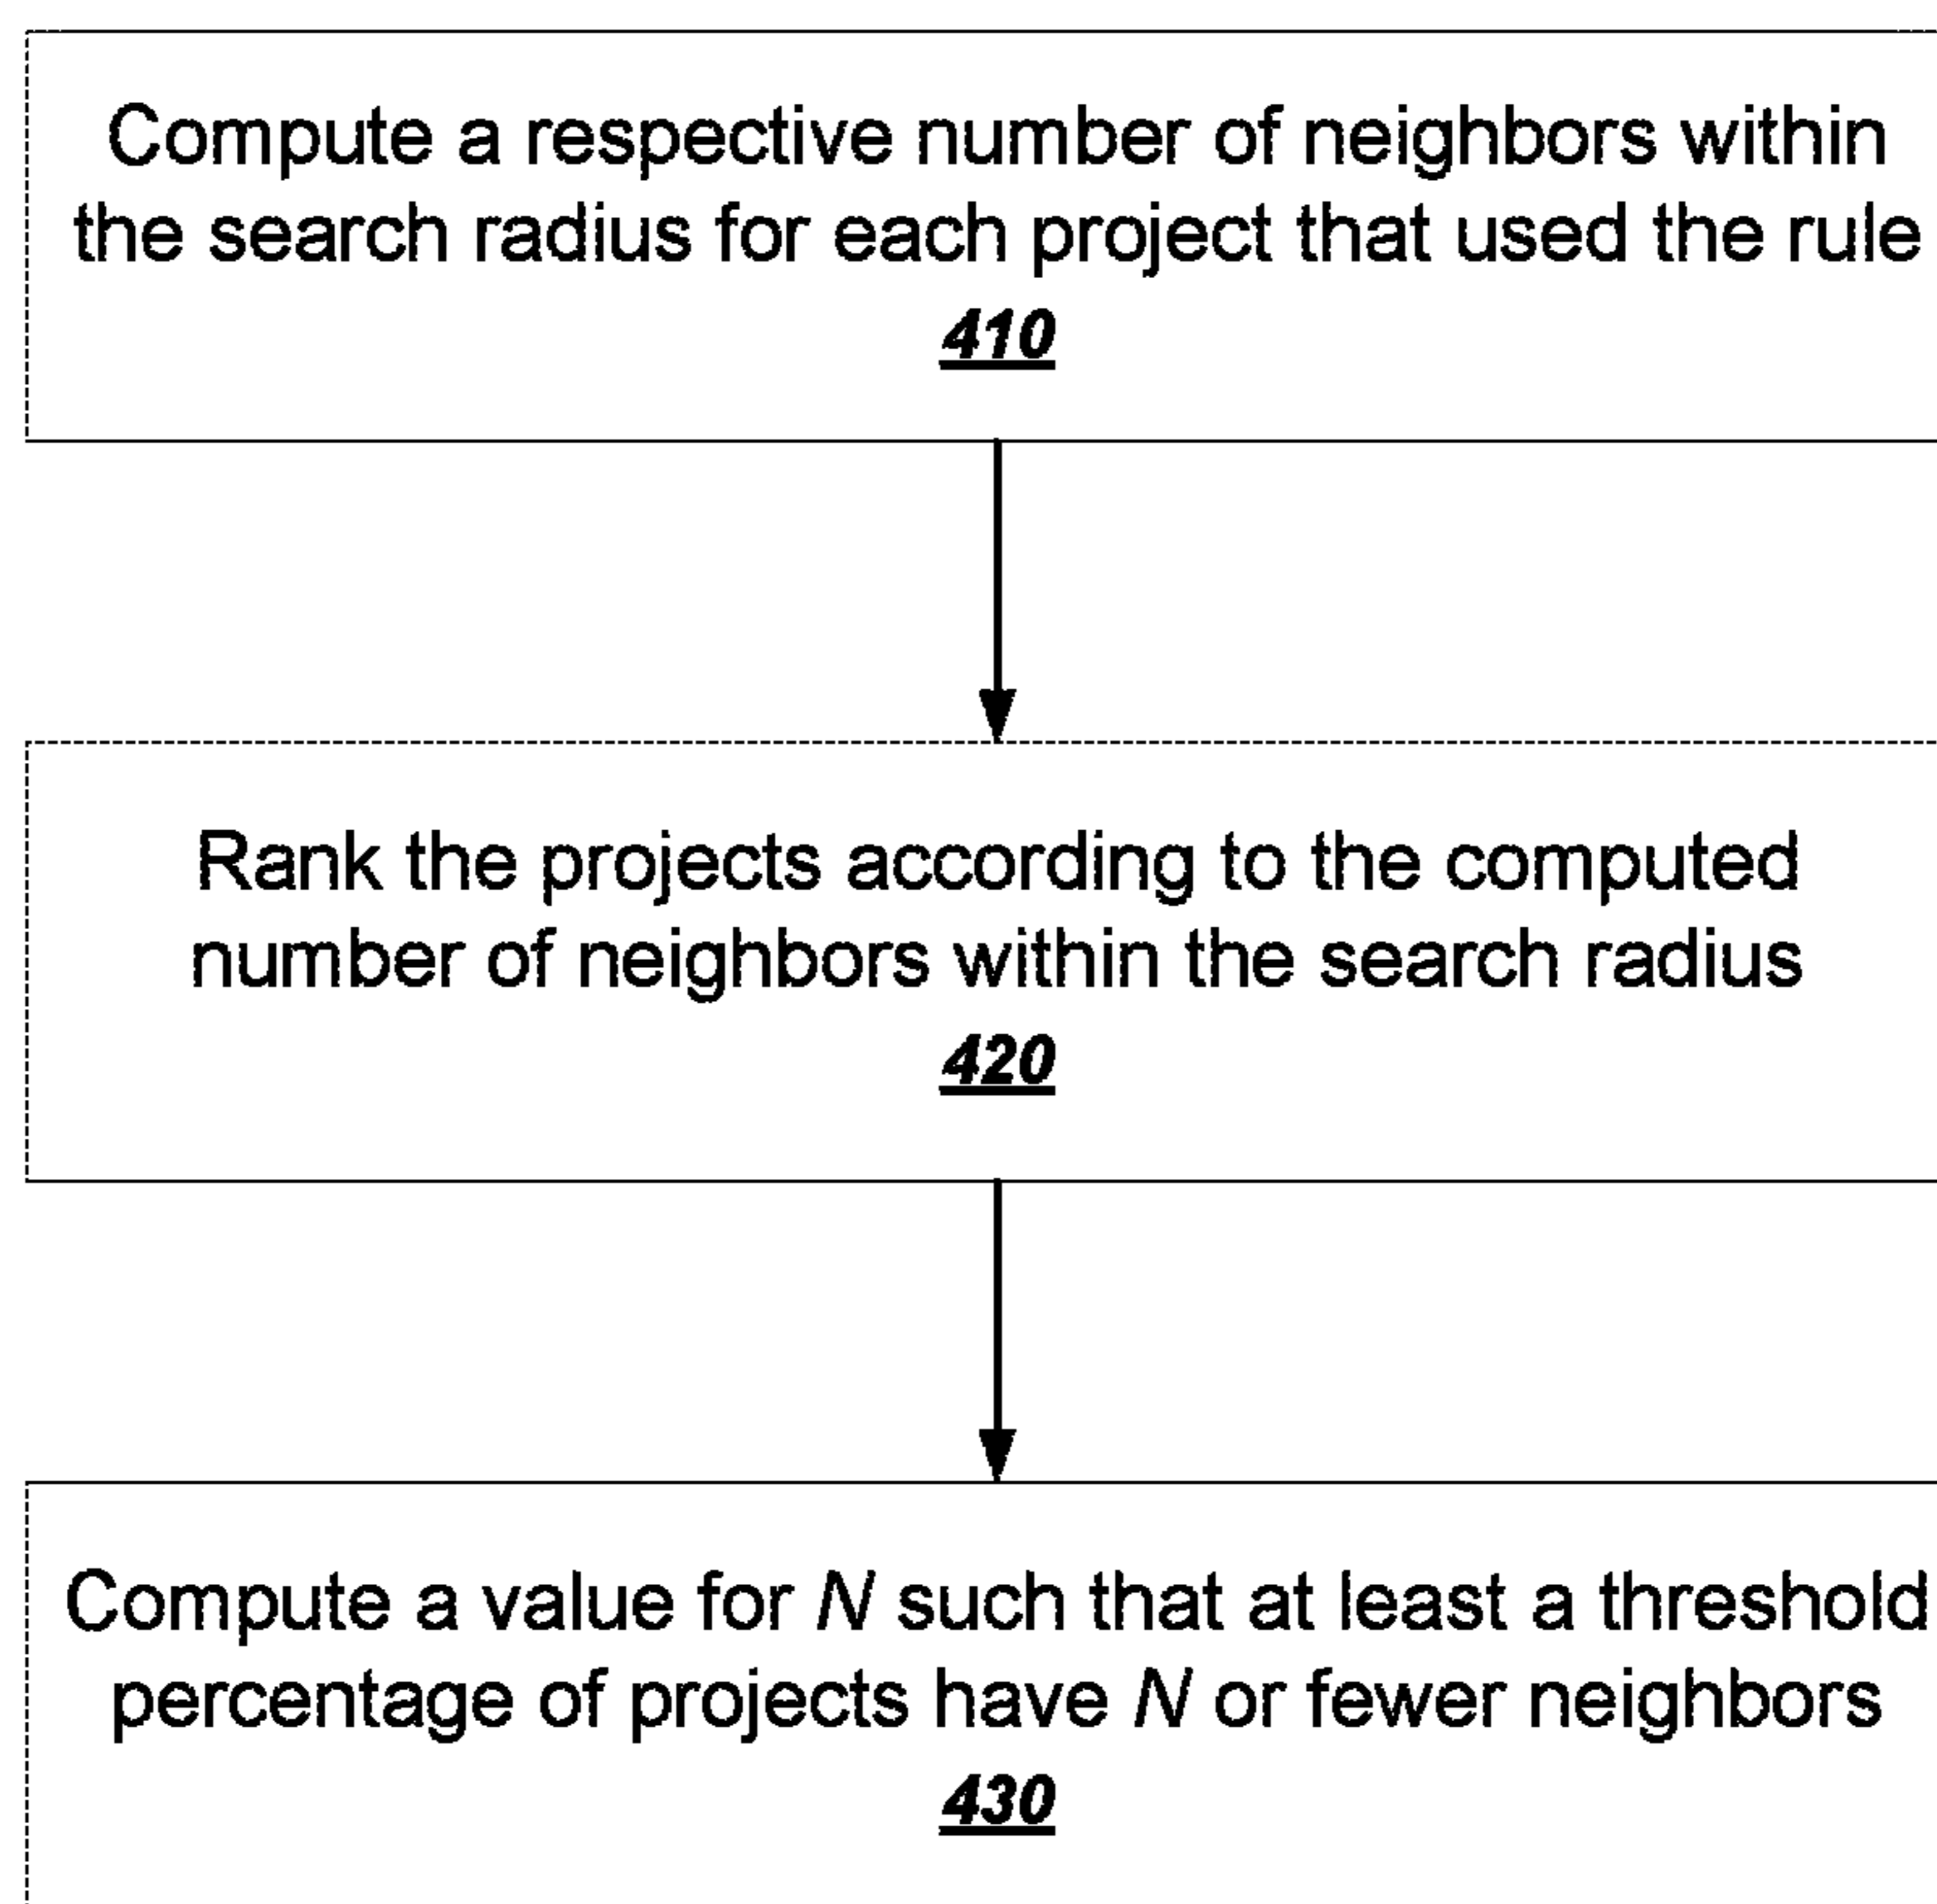 Compute a respective number of neighbors within
the search radius for each project that used the rule
410
Rank the projects according to the computed
number of neighbors within the search radius
420
Compute a value for N such that at least a threshold
percentage of projects have N or fewer neighbors
430